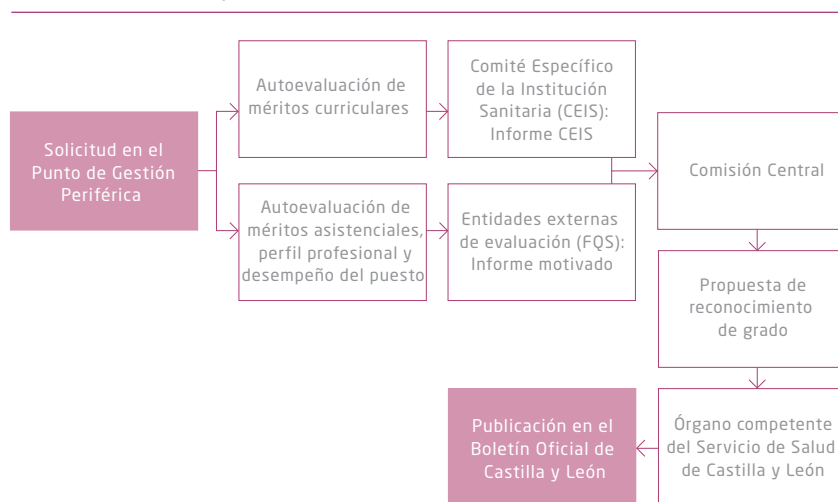 Solicitud en el
Punto de Gestión
Periférica
Autoevaluación de
méritos curriculares
Comité Específico
de la Institución
Sanitaria (CEIS):
Informe CEIS
Autoevaluación de
méritos asistenciales,
perfil profesional y
desempeño del puesto
Entidades externas
de evaluación (FQS):
Informe motivado
Comisión Central
Propuesta de
reconocimiento
de grado
Órgano competente
del Servicio de Salud
de Castilla y León
Publicación en el
Boletín Oficial de
Castilla y León